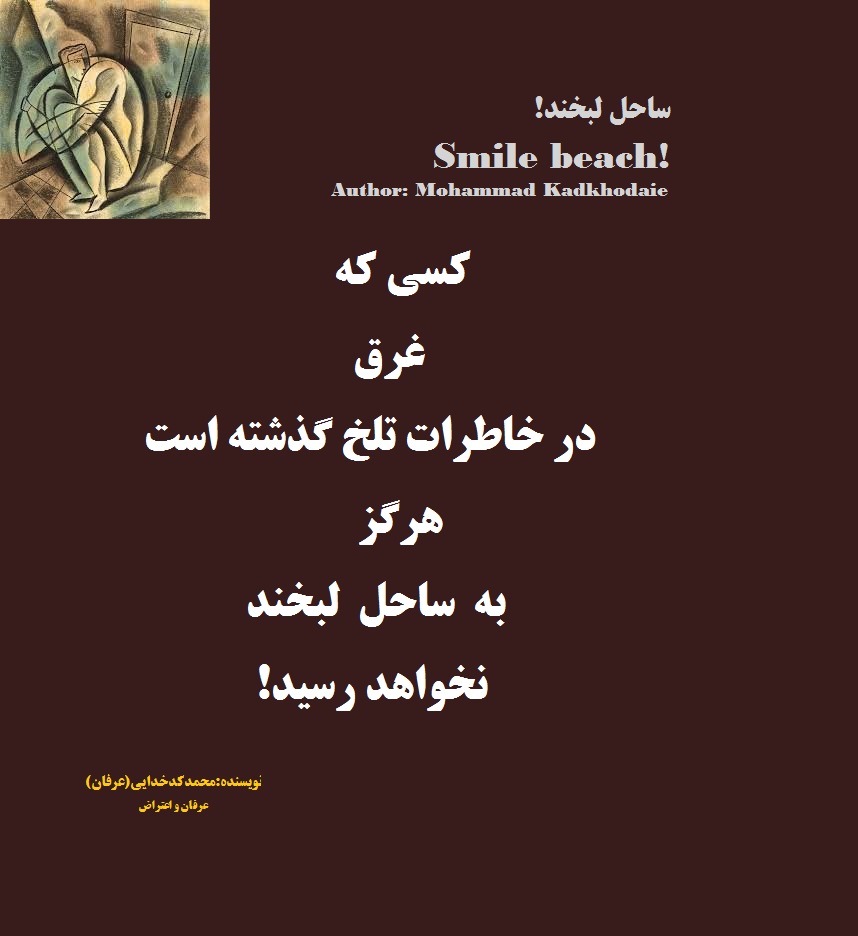 ساحل لبخند!
Smile beach!
Author: Mohammad Kadkhodaie
کسی که
غرق
در خاطرات تلخ گذشته است
هرگز
به ساحل لبخند
نخواهد رسید!
نویسنده:محمدکدخدایی(عرفان)
عرفان و اعتراض